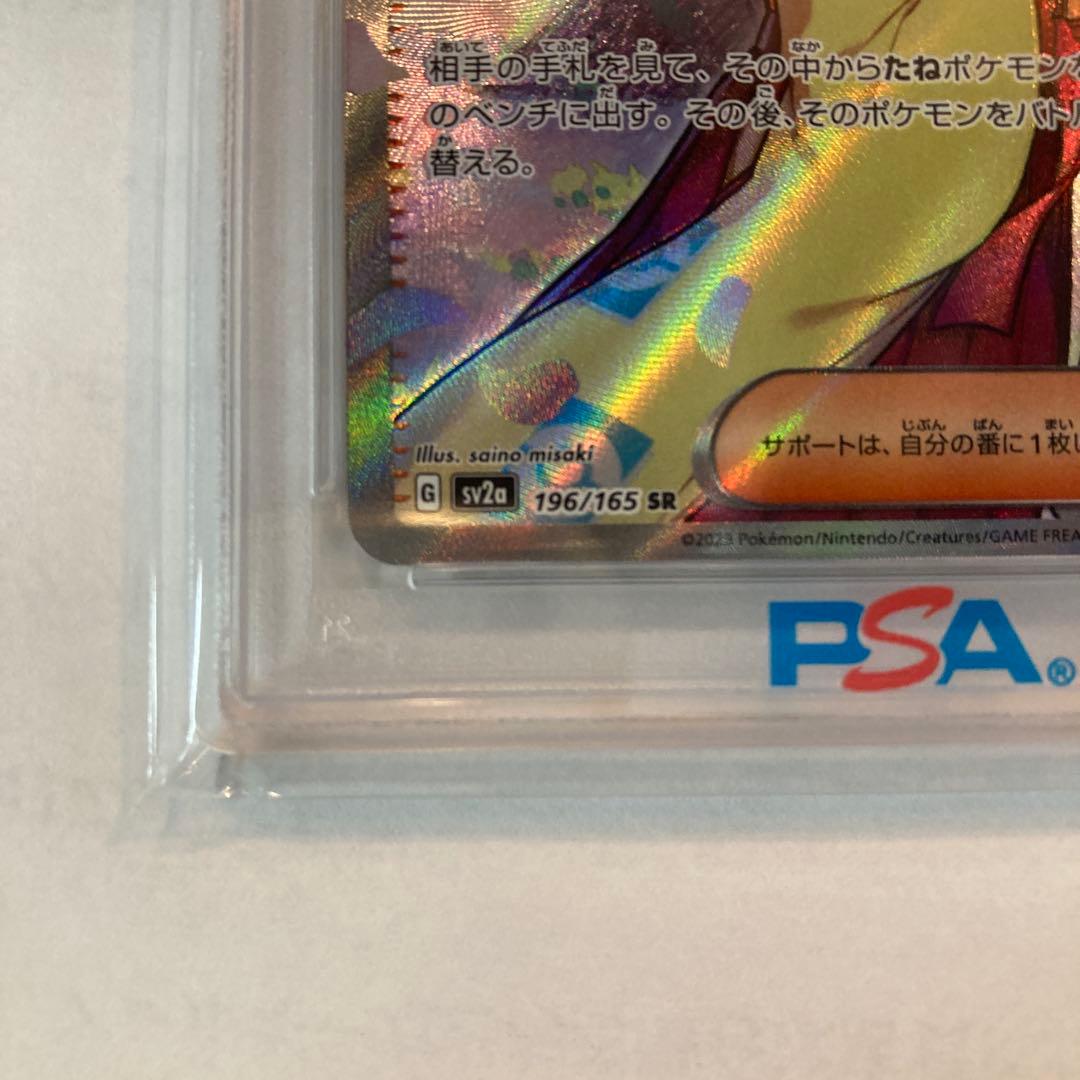 相手の手札を見て、その中からたねポケモンを
のベンチに出す。その後、そのポケモンをバトル
替える。
サポートは、自分の番に1枚し
Illus. saino misaki
G sv2a 196/165 SR
©2023 Pokémon/Nintendo/Creatures/GAME FREA
PSA®